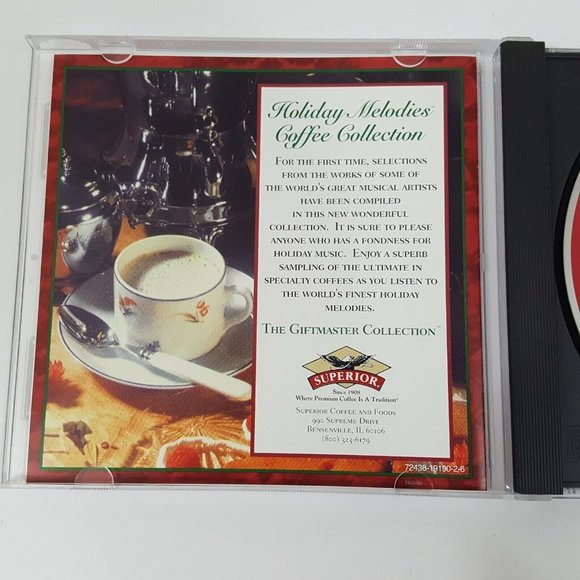 Holiday Melodies™
Coffee Collection
For the first time, selections
from the works of some of
the world's great musical artists
have been compiled
in this new wonderful
collection. It is sure to please
anyone who has a fondness for
holiday music. Enjoy a superb
sampling of the ultimate in
specialty coffees as you listen to
the world's finest holiday
melodies.
The Giftmaster Collection™
SUPERIOR®
Since 1908
Where Premium Coffee Is A Tradition®
Superior Coffee and Foods
990 Supreme Drive
Bensenville, IL 60106
(800) 323-6179
72438-19190-2-6